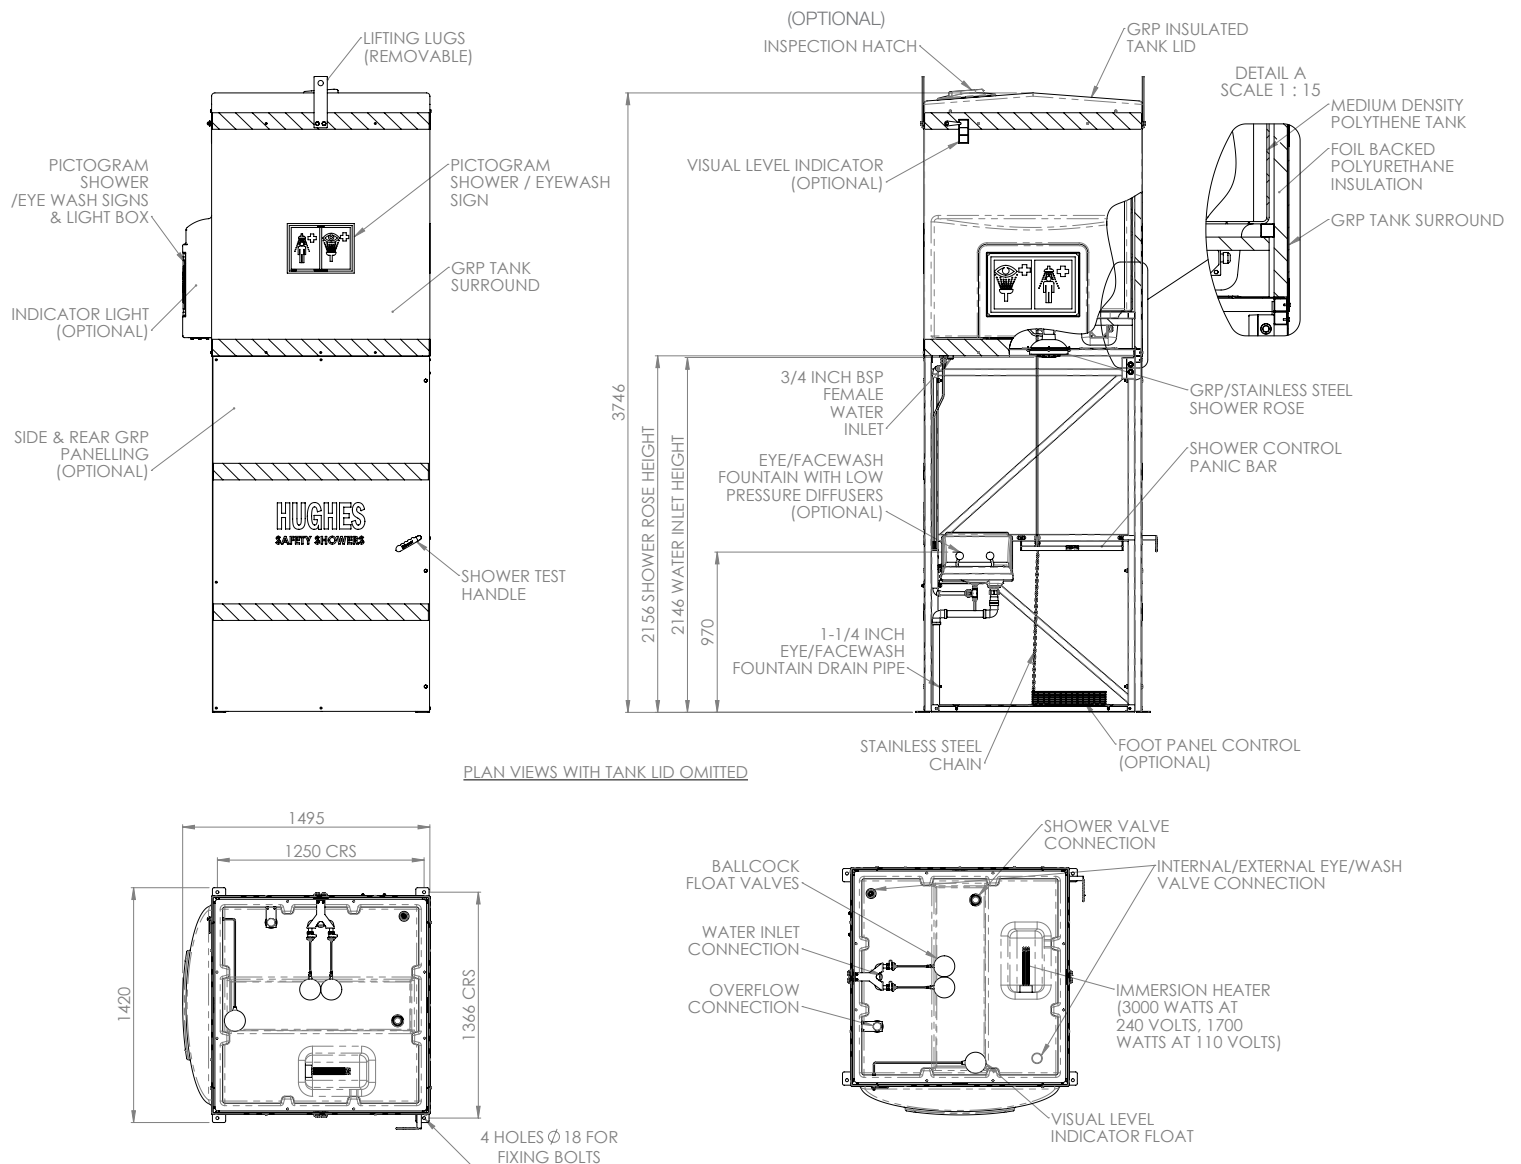 LIFTING LUGS
(REMOVABLE)
PICTOGRAM
SHOWER
/EYE WASH SIGNS
& LIGHT BOX
PICTOGRAM
SHOWER / EYEWASH
SIGN
GRP TANK
SURROUND
INDICATOR LIGHT
(OPTIONAL)
SIDE & REAR GRP
PANELLING
(OPTIONAL)
HUGHES
SAFETY SHOWERS
SHOWER TEST
HANDLE
(OPTIONAL)
INSPECTION HATCH
GRP INSULATED
TANK LID
DETAIL A
SCALE 1 : 15
MEDIUM DENSITY
POLYTHENE TANK
FOIL BACKED
POLYURETHANE
INSULATION
GRP TANK SURROUND
VISUAL LEVEL INDICATOR
(OPTIONAL)
3/4 INCH BSP
FEMALE
WATER
INLET
GRP/STAINLESS STEEL
SHOWER ROSE
SHOWER CONTROL
PANIC BAR
EYE/FACEWASH
FOUNTAIN WITH LOW
PRESSURE DIFFUSERS
(OPTIONAL)
3746
2156 SHOWER ROSE HEIGHT
2146 WATER INLET HEIGHT
970
1-1/4 INCH
EYE/FACEWASH
FOUNTAIN DRAIN PIPE
STAINLESS STEEL
CHAIN
FOOT PANEL CONTROL
(OPTIONAL)
PLAN VIEWS WITH TANK LID OMITTED
1495
1250 CRS
1420
1366 CRS
4 HOLES Ø 18 FOR
FIXING BOLTS
SHOWER VALVE
CONNECTION
BALLCOCK
FLOAT VALVES
INTERNAL/EXTERNAL EYE/WASH
VALVE CONNECTION
WATER INLET
CONNECTION
OVERFLOW
CONNECTION
IMMERSION HEATER
(3000 WATTS AT
240 VOLTS, 1700
WATTS AT 110 VOLTS)
VISUAL LEVEL
INDICATOR FLOAT